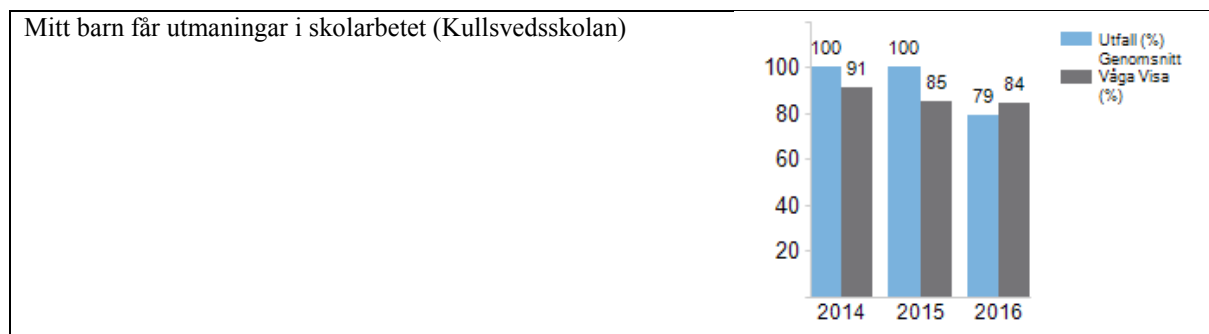 Mitt barn får utmaningar i skolarbetet (Kullsvedsskolan)
100 91 100 85 79 84
100
80
60
40
20
2014 2015 2016
Utfall (%)
Genomsnitt
Våga Visa
(%)